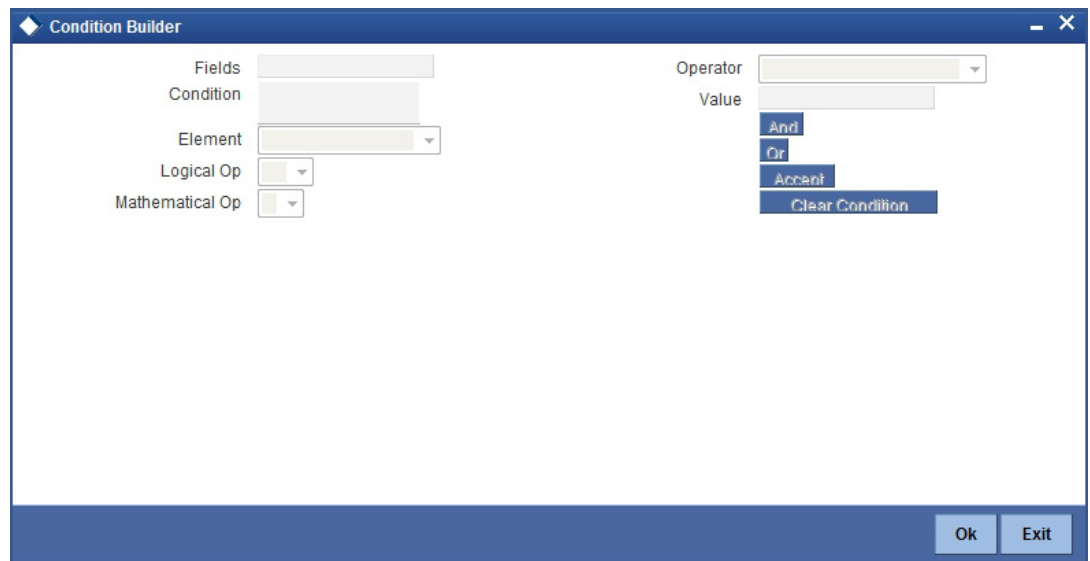 Condition Builder
Fields
Condition
Element
Logical Op
Mathematical Op
Operator
Value
And
Or
Accept
Clear Condition
Ok
Exit